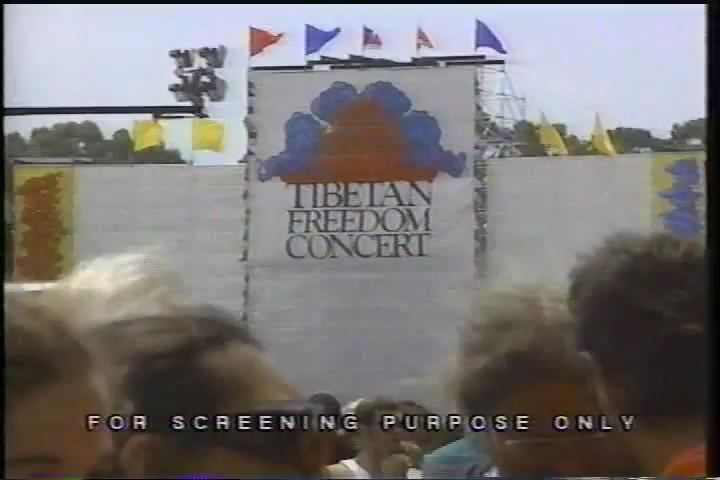 TIBETAN
FREEDOM
CONCERT
FOR SCREENING PURPOSE ONLY